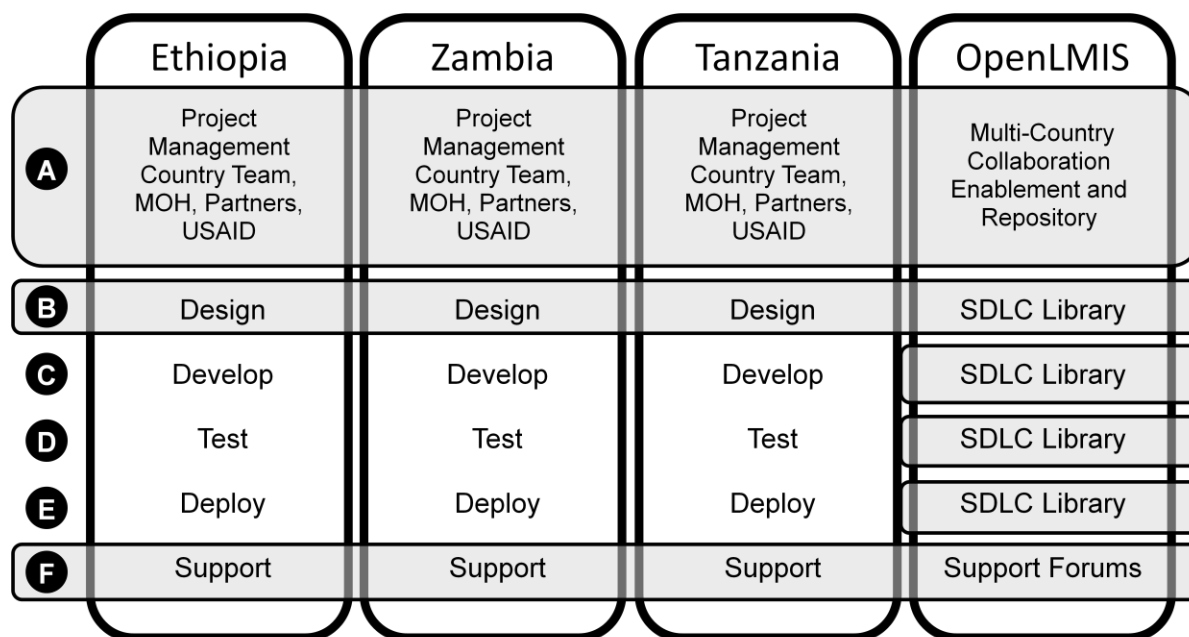 Ethiopia Zambia Tanzania OpenLMIS
A
Project
Management
Country Team,
MOH, Partners,
USAID
Project
Management
Country Team,
MOH, Partners,
USAID
Project
Management
Country Team,
MOH, Partners,
USAID
Multi-Country
Collaboration
Enablement and
Repository
B Design Design Design SDLC Library
C Develop Develop Develop SDLC Library
D Test Test Test SDLC Library
E Deploy Deploy Deploy SDLC Library
F Support Support Support Support Forums